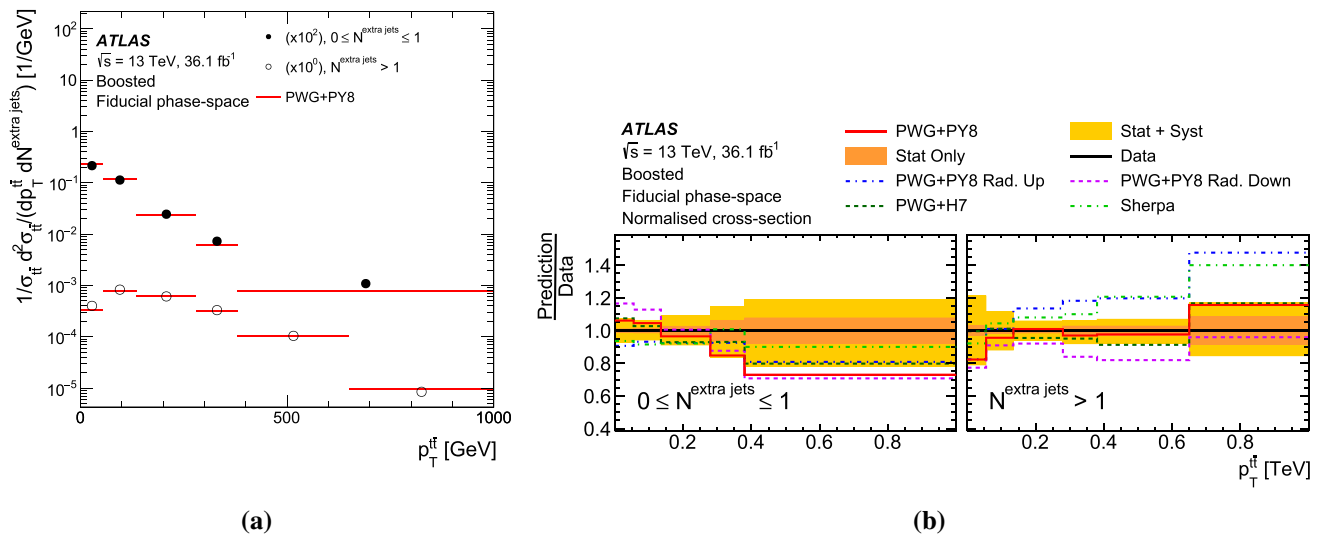 ATLAS
√s = 13 TeV, 36.1 fb⁻¹
Boosted
Fiducial phase-space
(x10²), 0 ≤ N^extra jets ≤ 1
(x10⁰), N^extra jets > 1
PWG+PY8
1/σ_tt̄ d²σ_tt̄/(dp_T^tt̄ dN^extra jets) [1/GeV]
10²
10
1
10⁻¹
10⁻²
10⁻³
10⁻⁴
10⁻⁵
0 500 1000
p_T^tt̄ [GeV]
(a)
ATLAS
√s = 13 TeV, 36.1 fb⁻¹
Boosted
Fiducial phase-space
Normalised cross-section
PWG+PY8
Stat + Syst
Stat Only
Data
PWG+PY8 Rad. Up
PWG+PY8 Rad. Down
PWG+H7
Sherpa
Prediction
Data
1.4
1.2
1.0
0.8
0.6
0.4
0 ≤ N^extra jets ≤ 1
N^extra jets > 1
0.2 0.4 0.6 0.8
0.2 0.4 0.6 0.8
p_T^tt̄ [TeV]
(b)